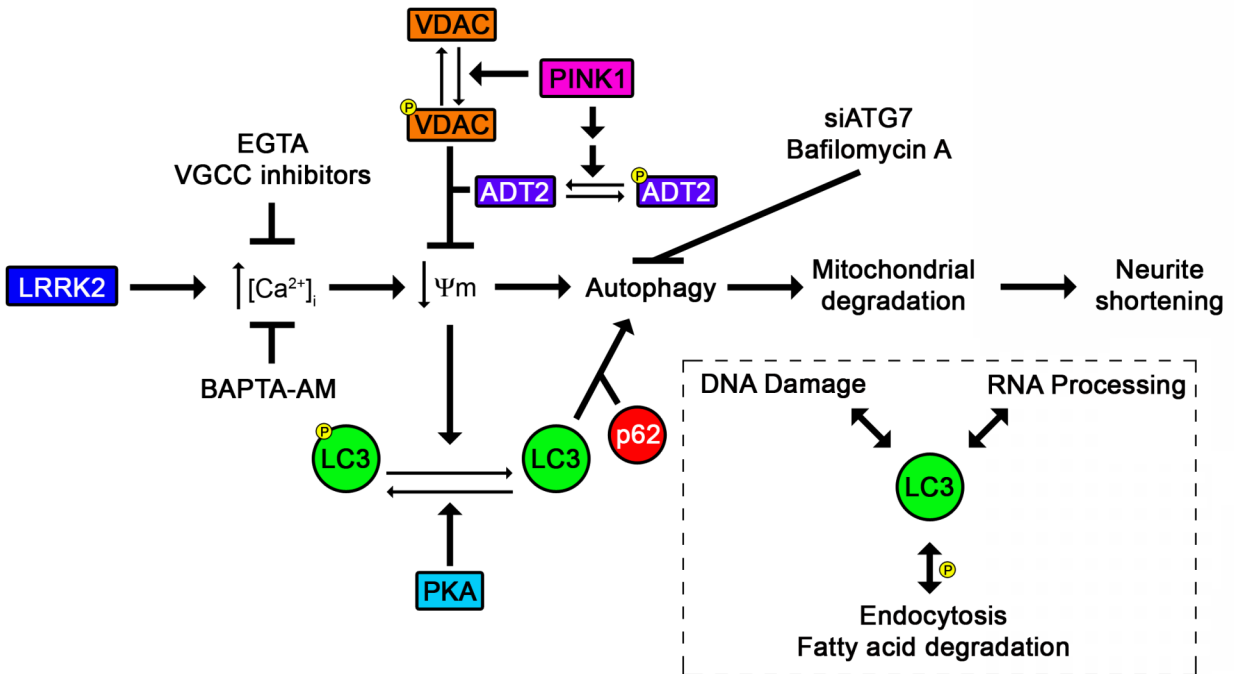 VDAC
PINK1
P
VDAC
siATG7
Bafilomycin A
EGTA
VGCC inhibitors
ADT2
P
ADT2
LRRK2
[Ca²⁺]ᵢ
Ψm
Autophagy
Mitochondrial
degradation
Neurite
shortening
BAPTA-AM
P
LC3
LC3
p62
PKA
DNA Damage
RNA Processing
LC3
P
Endocytosis
Fatty acid degradation